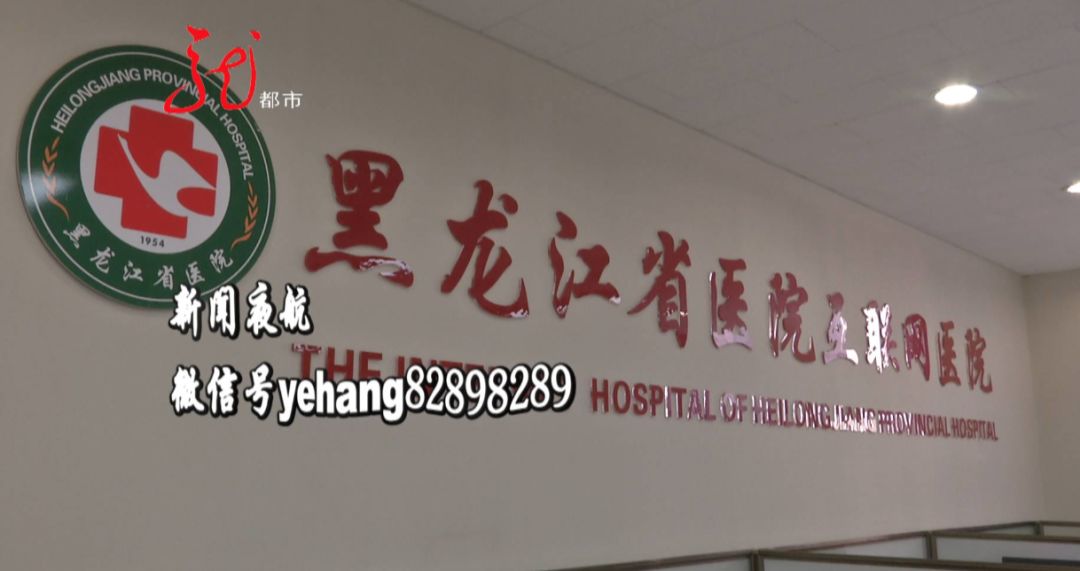 HEILONGJIANG PROVINCIAL HOSPITAL
1954
黑龙江省医院
都市
黑龙江省医院互联网医院
THE INTE HOSPITAL OF HEILONGJIANG PROVINCIAL HOSPITAL
新闻夜航
微信号yehang82898289